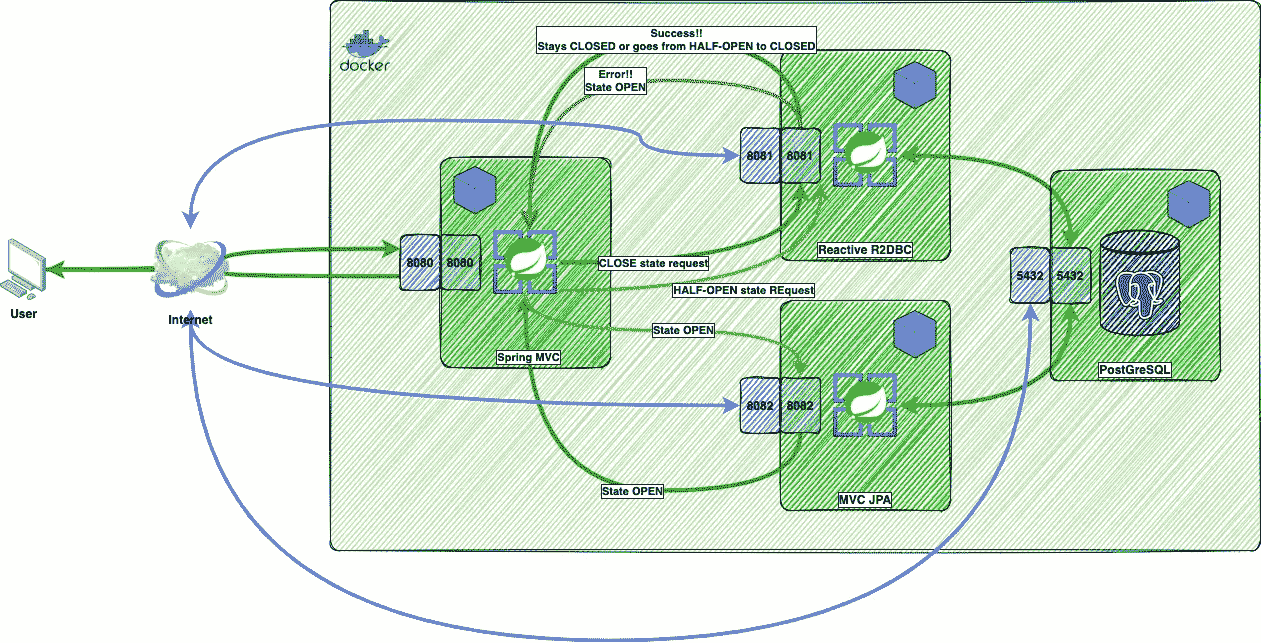 Success!!
Stays CLOSED or goes from HALF-OPEN to CLOSED
docker
Error!!
State OPEN
8081
8081
Reactive R2DBC
8080
8080
CLOSE state request
HALF-OPEN state REquest
5432
5432
User
Internet
State OPEN
Spring MVC
PostGreSQL
8082
8082
State OPEN
MVC JPA